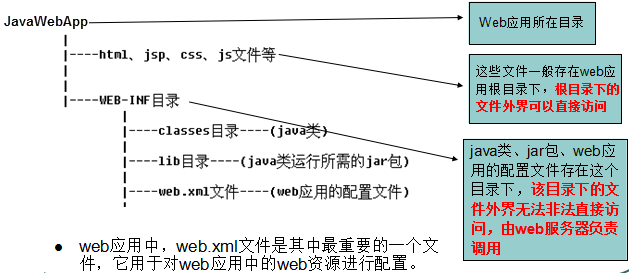 JavaWebApp
Web应用所在目录
|----html、jsp、css、js文件等
这些文件一般存在web应
用根目录下，根目录下的
文件外界可以直接访问
|----WEB-INF目录
|----classes目录----(java类)
|----lib目录----(java类运行所需的jar包)
|----web.xml文件----(web应用的配置文件)
java类、jar包、web应
用的配置文件存在这个
目录下，该目录下的文
件外界无法非法直接访
问，由web服务器负责
调用
● web应用中，web.xml文件是其中最重要的一个文
件，它用于对web应用中的web资源进行配置。